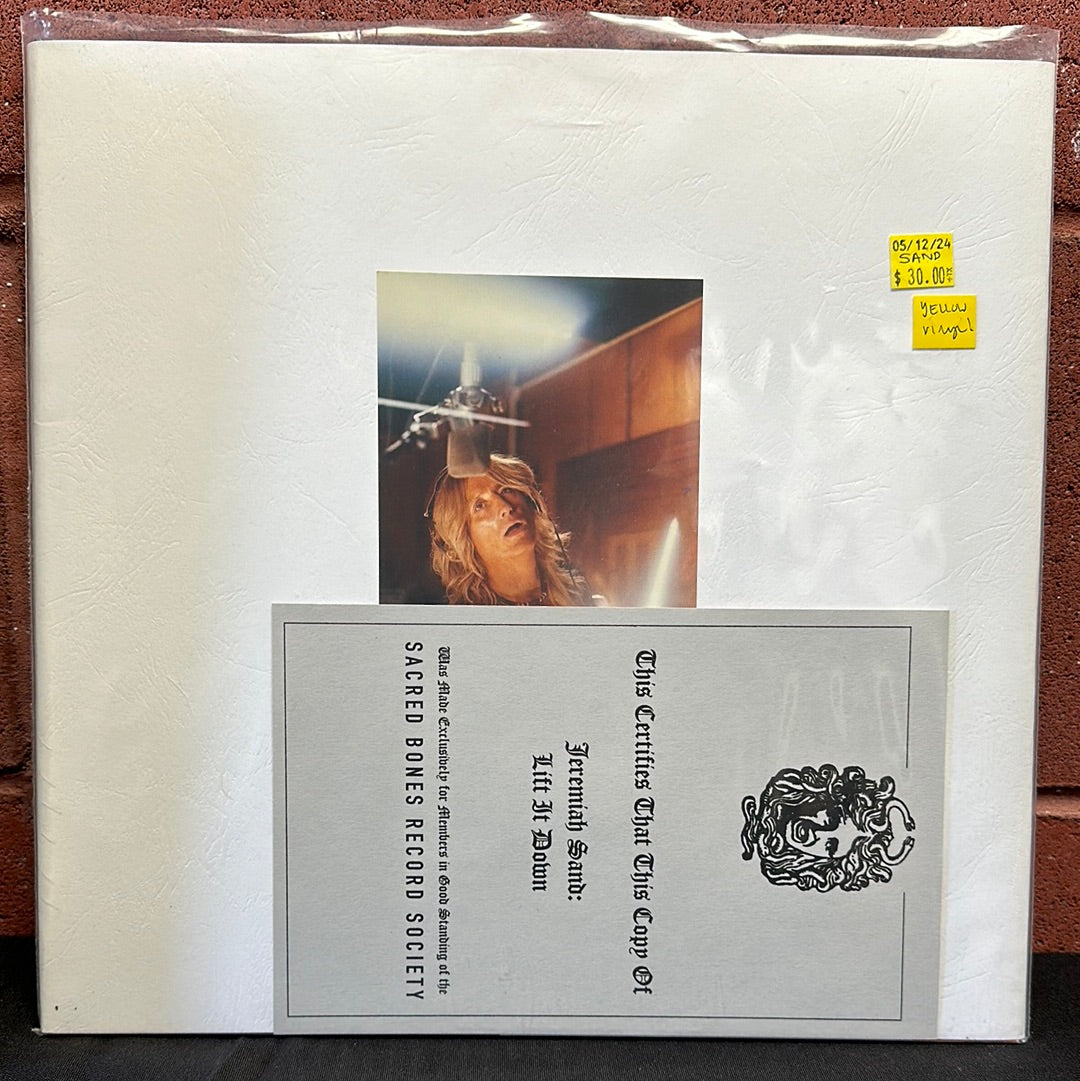 05/12/24
SAND
$ 30.00
YELLOW
vinyl
This Certifies That This Copy Of
Jeremiah Sand:
Lift It Down
Was Made Exclusively for Members in Good Standing of the
SACRED BONES RECORD SOCIETY